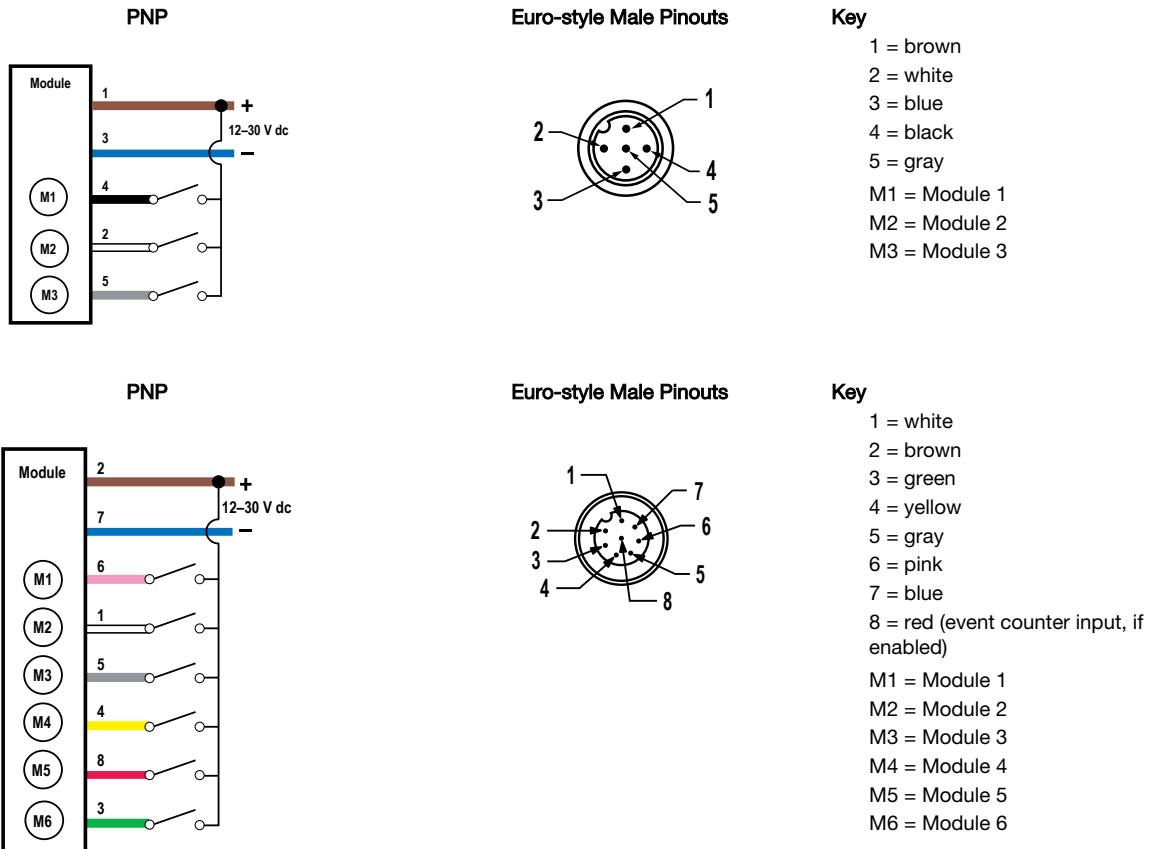 PNP
Euro-style Male Pinouts
Key
Module
1
+
12–30 V dc
3
–
M1
4
M2
2
M3
5
1
2
4
3
5
1 = brown
2 = white
3 = blue
4 = black
5 = gray
M1 = Module 1
M2 = Module 2
M3 = Module 3
PNP
Euro-style Male Pinouts
Key
Module
2
+
12–30 V dc
7
–
M1
6
M2
1
M3
5
M4
4
M5
8
M6
3
1
7
2
6
3
5
4
8
1 = white
2 = brown
3 = green
4 = yellow
5 = gray
6 = pink
7 = blue
8 = red (event counter input, if
enabled)
M1 = Module 1
M2 = Module 2
M3 = Module 3
M4 = Module 4
M5 = Module 5
M6 = Module 6